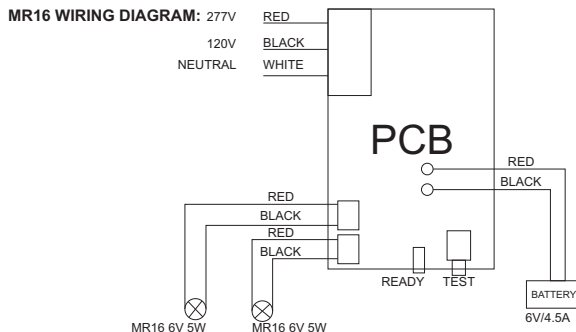 MR16 WIRING DIAGRAM: 277V RED
120V BLACK
NEUTRAL WHITE
PCB
RED
BLACK
RED
BLACK
RED
BLACK
READY TEST
BATTERY
6V/4.5A
MR16 6V 5W MR16 6V 5W